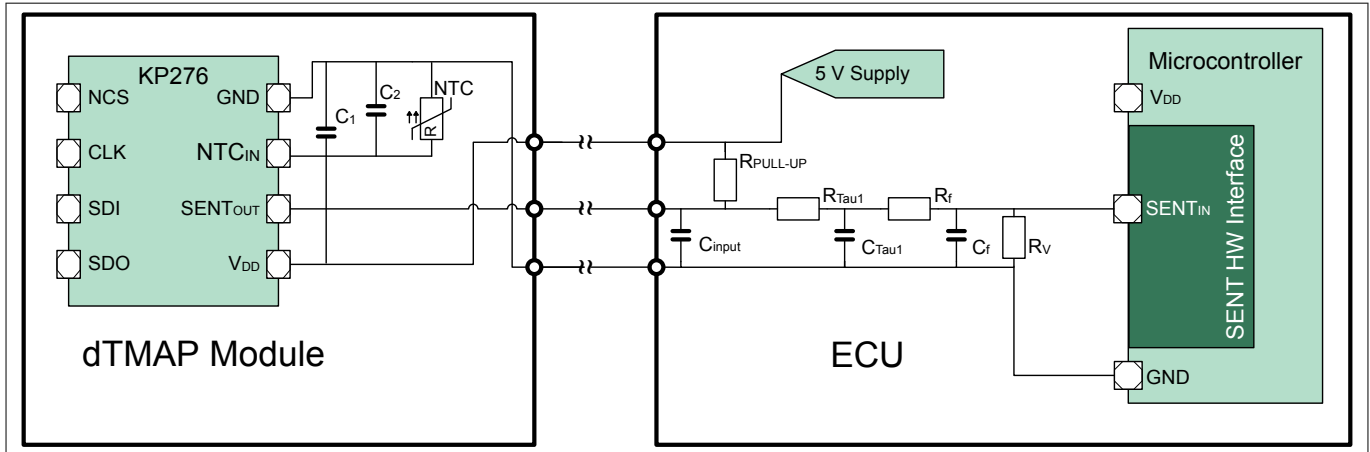 KP276
NCS
GND
CLK
NTCIN
SDI
SENTOUT
SDO
VDD
C1
C2
NTC
R
dTMAP Module
5 V Supply
RPULL-UP
RTau1
Rf
Cinput
CTau1
Cf
RV
ECU
Microcontroller
VDD
SENTIN
SENT HW Interface
GND